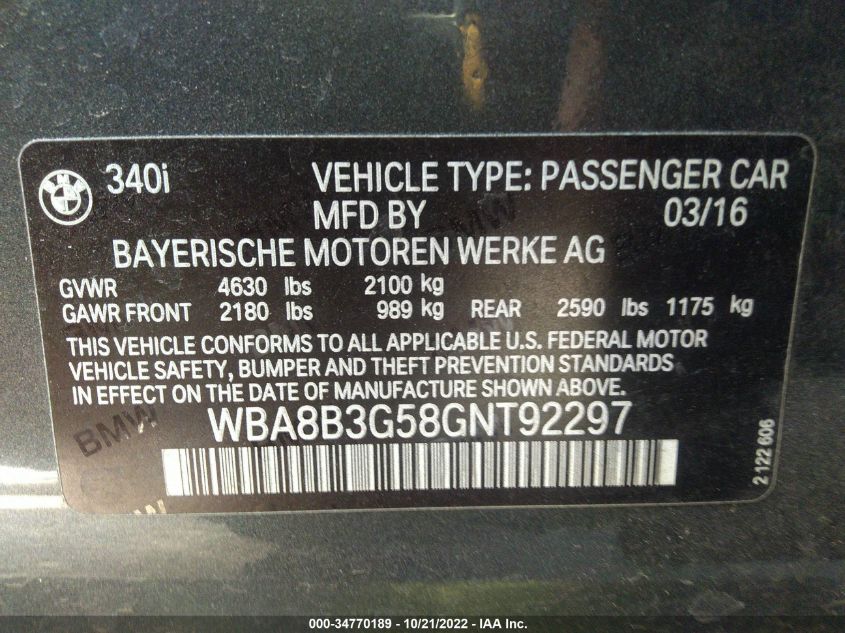 BMW 340i VEHICLE TYPE: PASSENGER CAR
MFD BY 03/16
BAYERISCHE MOTOREN WERKE AG
GVWR 4630 lbs 2100 kg
GAWR FRONT 2180 lbs 989 kg REAR 2590 lbs 1175 kg
THIS VEHICLE CONFORMS TO ALL APPLICABLE U.S. FEDERAL MOTOR
VEHICLE SAFETY, BUMPER AND THEFT PREVENTION STANDARDS
IN EFFECT ON THE DATE OF MANUFACTURE SHOWN ABOVE.
WBA8B3G58GNT92297
BMW
2 122 606
000-34770189 - 10/21/2022 - IAA Inc.